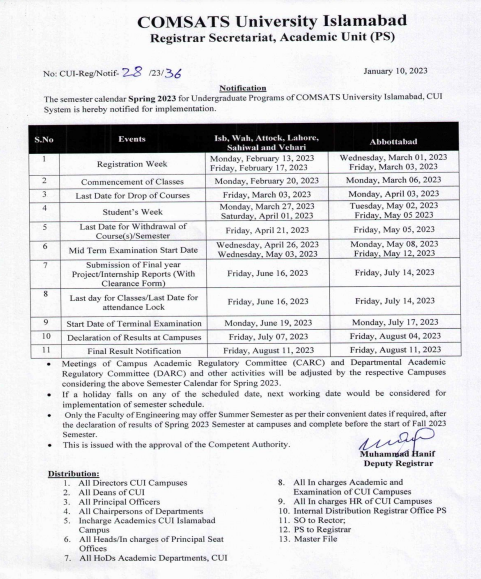 COMSATS University Islamabad
Registrar Secretariat, Academic Unit (PS)
No: CUI-Reg/Notif- 28 /23/36 January 10, 2023
Notification
The semester calendar Spring 2023 for Undergraduate Programs of COMSATS University Islamabad, CUI
System is hereby notified for implementation.
S.No Events Isb, Wah, Attock, Lahore, Sahiwal and Vehari Abbottabad
1 Registration Week Monday, February 13, 2023 Friday, February 17, 2023 Wednesday, March 01, 2023 Friday, March 03, 2023
2 Commencement of Classes Monday, February 20, 2023 Monday, March 06, 2023
3 Last Date for Drop of Courses Friday, March 03, 2023 Monday, April 03, 2023
4 Student's Week Monday, March 27, 2023 Saturday, April 01, 2023 Tuesday, May 02, 2023 Friday, May 05 2023
5 Last Date for Withdrawal of Course(s)/Semester Friday, April 21, 2023 Friday, May 05, 2023
6 Mid Term Examination Start Date Wednesday, April 26, 2023 Wednesday, May 03, 2023 Monday, May 08, 2023 Friday, May 12, 2023
7 Submission of Final year Project/Internship Reports (With Clearance Form) Friday, June 16, 2023 Friday, July 14, 2023
8 Last day for Classes/Last Date for attendance Lock Friday, June 16, 2023 Friday, July 14, 2023
9 Start Date of Terminal Examination Monday, June 19, 2023 Monday, July 17, 2023
10 Declaration of Results at Campuses Friday, July 07, 2023 Friday, August 04, 2023
11 Final Result Notification Friday, August 11, 2023 Friday, August 11, 2023
• Meetings of Campus Academic Regulatory Committee (CARC) and Departmental Academic
Regulatory Committee (DARC) and other activities will be adjusted by the respective Campuses
considering the above Semester Calendar for Spring 2023.
• If a holiday falls on any of the scheduled date, next working date would be considered for
implementation of semester schedule.
• Only the Faculty of Engineering may offer Summer Semester as per their convenient dates if required, after
the declaration of results of Spring 2023 Semester at campuses and complete before the start of Fall 2023
Semester.
• This is issued with the approval of the Competent Authority.
Muhammad Hanif
Deputy Registrar
Distribution:
1. All Directors CUI Campuses
2. All Deans of CUI
3. All Principal Officers
4. All Chairpersons of Departments
5. Incharge Academics CUI Islamabad
Campus
6. All Heads/In charges of Principal Seat
Offices
7. All HoDs Academic Departments, CUI
8. All In charges Academic and
Examination of CUI Campuses
9. All In charges HR of CUI Campuses
10. Internal Distribution Registrar Office PS
11. SO to Rector;
12. PS to Registrar
13. Master File